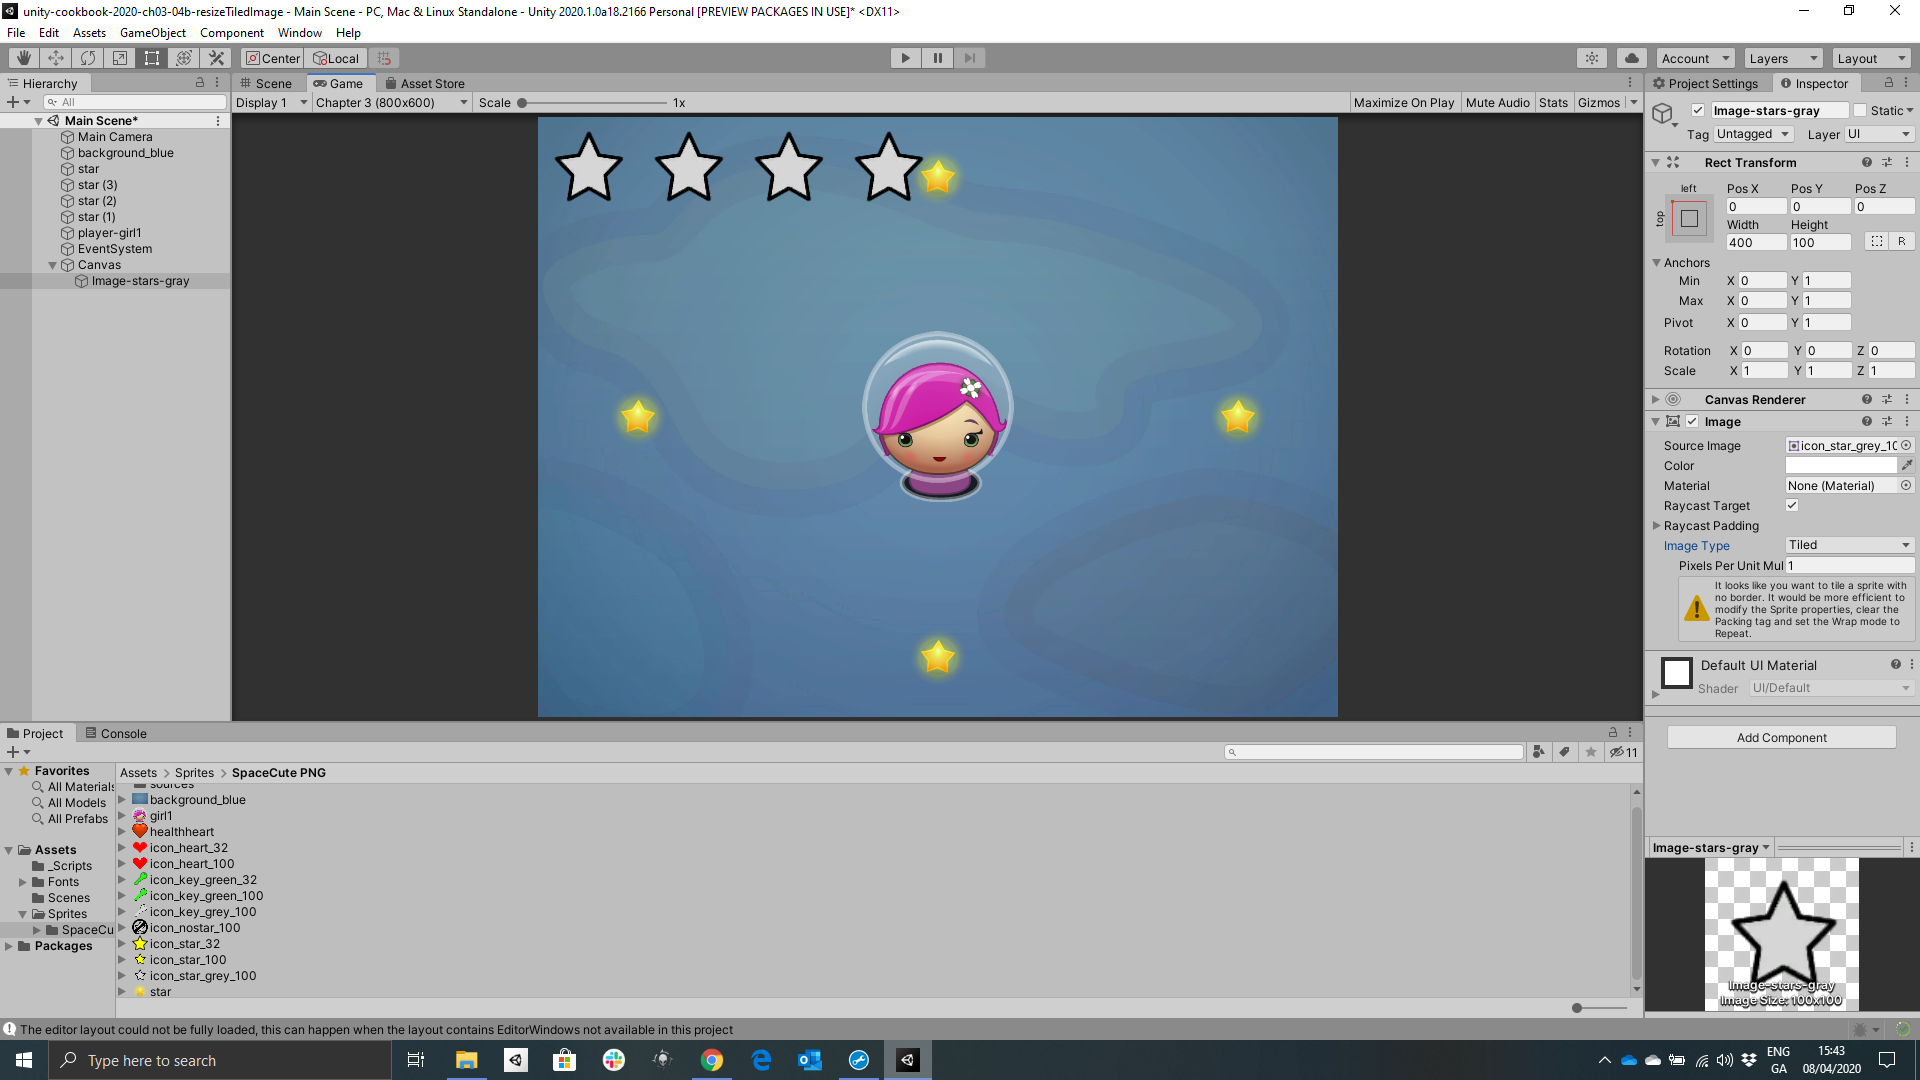 unity-cookbook-2020-ch03-04b-resizeTiledImage - Main Scene - PC, Mac & Linux Standalone - Unity 2020.1.0a18.2166 Personal [PREVIEW PACKAGES IN USE]* <DX11>
File Edit Assets GameObject Component Window Help
Center Local Account Layers Layout
Hierarchy
All
Main Scene*
Main Camera
background_blue
star
star (3)
star (2)
star (1)
player-girl1
EventSystem
Canvas
Image-stars-gray
Scene Game Asset Store
Display 1 Chapter 3 (800x600) Scale 1x Maximize On Play Mute Audio Stats Gizmos
Project Settings Inspector
Image-stars-gray Static
Tag Untagged Layer UI
Rect Transform
left Pos X Pos Y Pos Z
top 0 0 0
Width Height
400 100 R
Anchors
Min X 0 Y 1
Max X 0 Y 1
Pivot X 0 Y 1
Rotation X 0 Y 0 Z 0
Scale X 1 Y 1 Z 1
Canvas Renderer
Image
Source Image icon_star_grey_10
Color
Material None (Material)
Raycast Target
Raycast Padding
Image Type Tiled
Pixels Per Unit Mul 1
It looks like you want to tile a sprite with
no border. It would be more efficient to
modify the Sprite properties, clear the
Packing tag and set the Wrap mode to
Repeat.
Default UI Material
Shader UI/Default
Add Component
Image-stars-gray
Image-stars-gray
Image Size: 100x100
Project Console
11
Favorites
All Materials
All Models
All Prefabs
Assets
_Scripts
Fonts
Scenes
Sprites
SpaceCu
Packages
Assets > Sprites > SpaceCute PNG
sources
background_blue
girl1
healthheart
icon_heart_32
icon_heart_100
icon_key_green_32
icon_key_green_100
icon_key_grey_100
icon_nostar_100
icon_star_32
icon_star_100
icon_star_grey_100
star
The editor layout could not be fully loaded, this can happen when the layout contains EditorWindows not available in this project
Type here to search
ENG
GA
15:43
08/04/2020